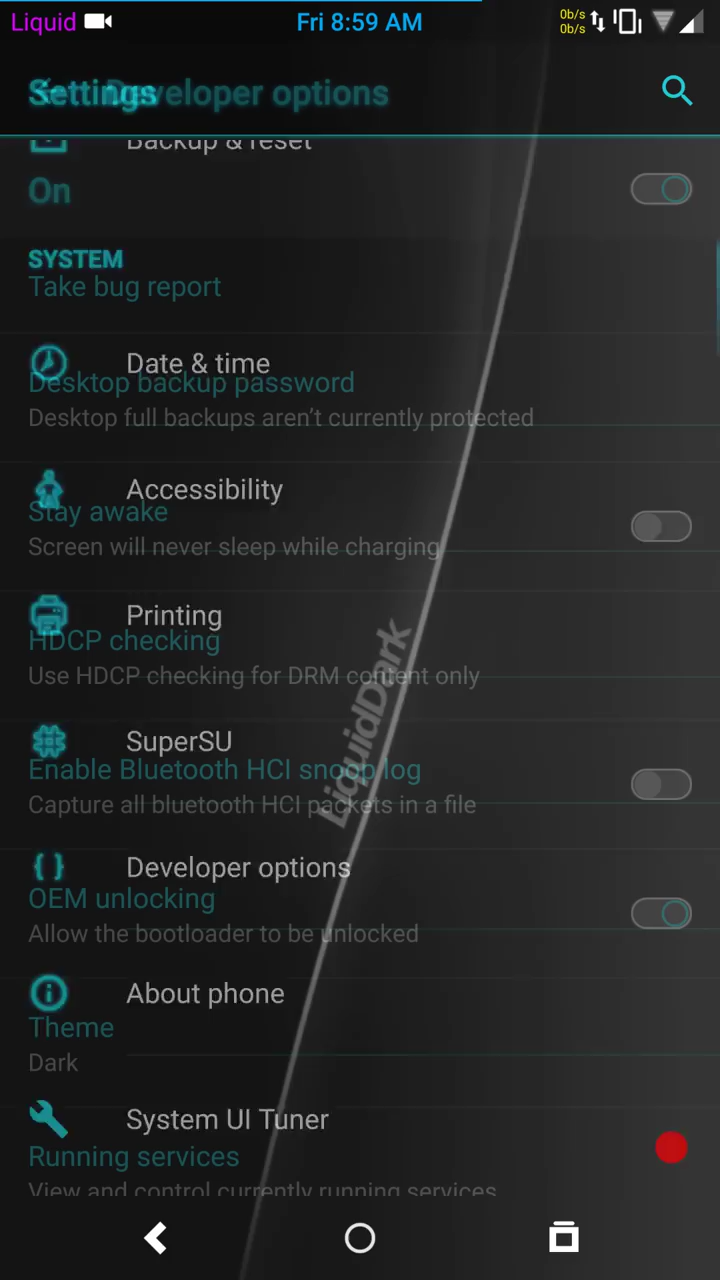 Liquid
Fri 8:59 AM
0b/s
0b/s
Settings
Developer options
Backup & reset
On
SYSTEM
Take bug report
Date & time
Desktop backup password
Desktop full backups aren't currently protected
Accessibility
Stay awake
Screen will never sleep while charging
Printing
HDCP checking
Use HDCP checking for DRM content only
LiquidDark
SuperSU
Enable Bluetooth HCI snoop log
Capture all bluetooth HCI packets in a file
Developer options
OEM unlocking
Allow the bootloader to be unlocked
About phone
Theme
Dark
System UI Tuner
Running services
View and control currently running services